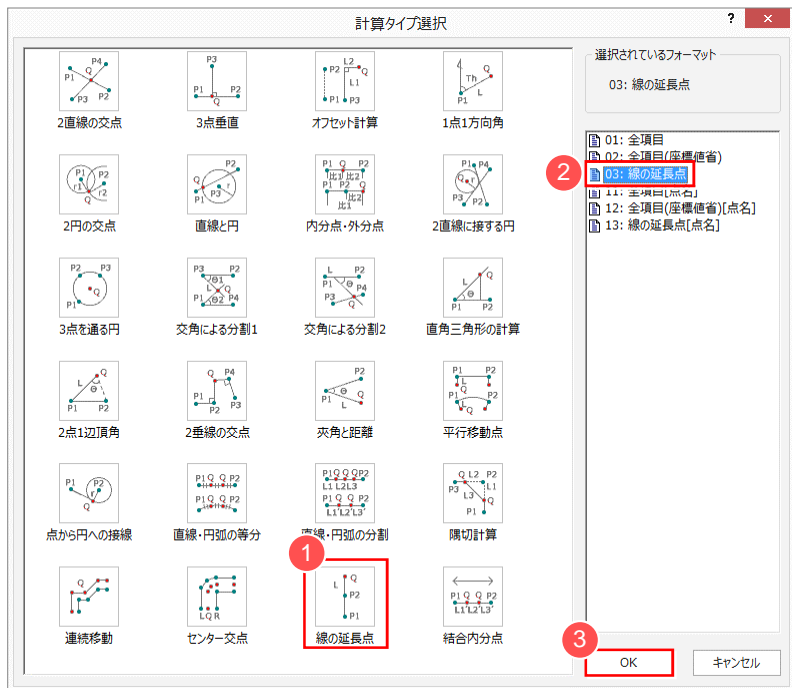 計算タイプ選択
?
×
2直線の交点
3点垂直
オフセット計算
1点1方向角
2円の交点
直線と円
内分点・外分点
2直線に接する円
3点を通る円
交角による分割1
交角による分割2
直角三角形の計算
2点1辺頂角
2垂線の交点
夾角と距離
平行移動点
点から円への接線
直線・円弧の等分
直線・円弧の分割
隅切計算
1
連続移動
センター交点
線の延長点
結合内分点
選択されているフォーマット
03: 線の延長点
01: 全項目
02: 全項目(座標値省)
2
03: 線の延長点
11: 全項目[点名]
12: 全項目(座標値省)[点名]
13: 線の延長点[点名]
3
OK
キャンセル